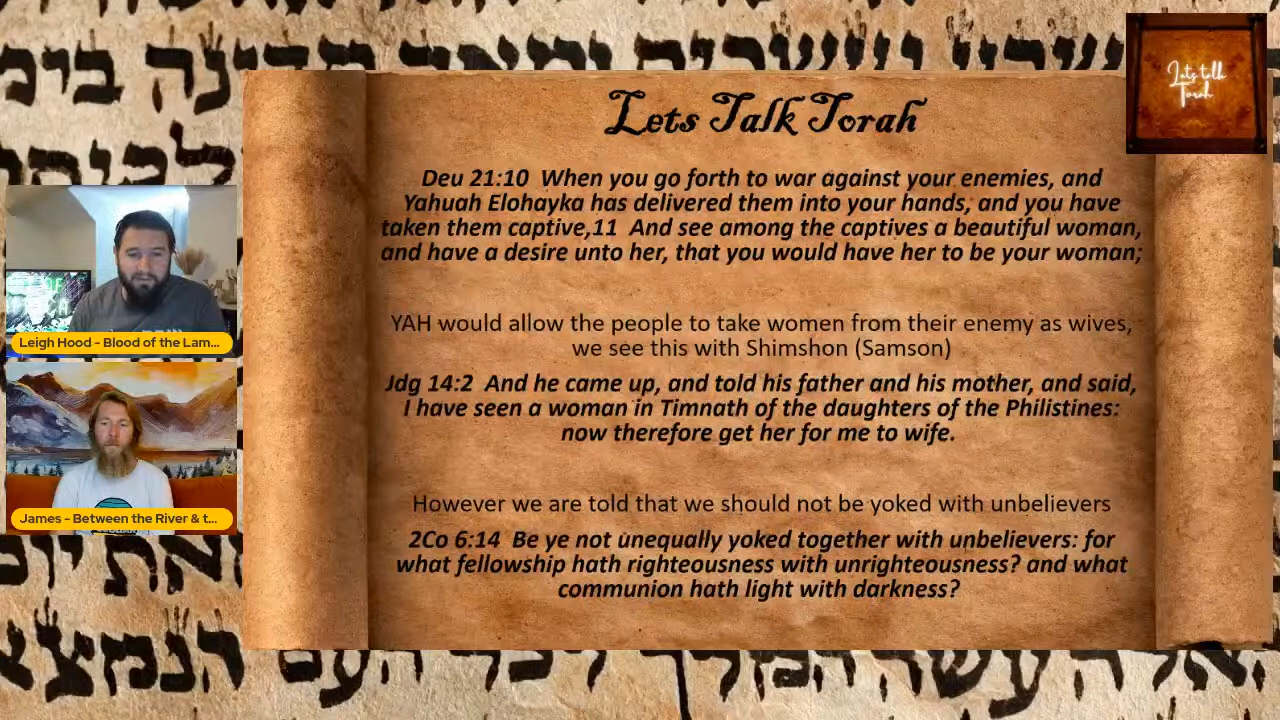 Lets Talk Torah
Lets talk
Torah
Deu 21:10 When you go forth to war against your enemies, and
Yahuah Elohayka has delivered them into your hands, and you have
taken them captive,11 And see among the captives a beautiful woman,
and have a desire unto her, that you would have her to be your woman;
YAH would allow the people to take women from their enemy as wives,
we see this with Shimshon (Samson)
Jdg 14:2 And he came up, and told his father and his mother, and said,
I have seen a woman in Timnath of the daughters of the Philistines:
now therefore get her for me to wife.
However we are told that we should not be yoked with unbelievers
2Co 6:14 Be ye not unequally yoked together with unbelievers: for
what fellowship hath righteousness with unrighteousness? and what
communion hath light with darkness?
Leigh Hood - Blood of the Lam...
James - Between the River & t...
מדינה
המלך